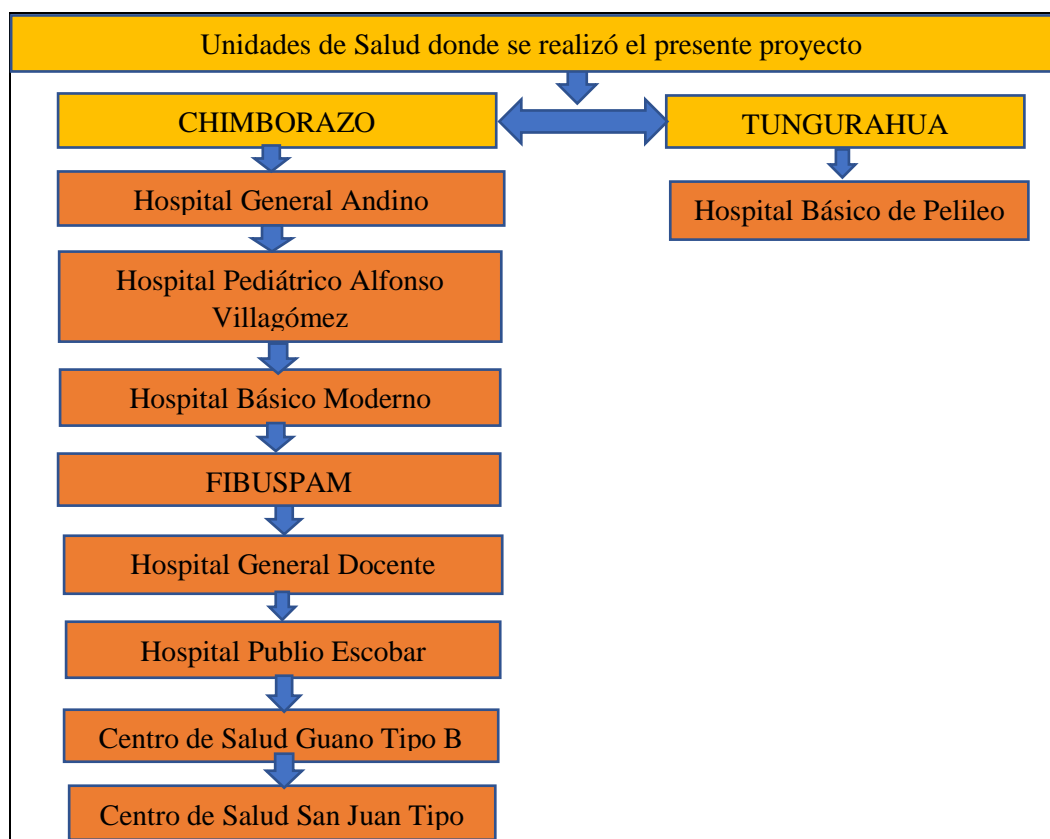 Unidades de Salud donde se realizó el presente proyecto
CHIMBORAZO
TUNGURAHUA
Hospital General Andino
Hospital Básico de Pelileo
Hospital Pediátrico Alfonso
Villagómez
Hospital Básico Moderno
FIBUSPAM
Hospital General Docente
Hospital Publio Escobar
Centro de Salud Guano Tipo B
Centro de Salud San Juan Tipo